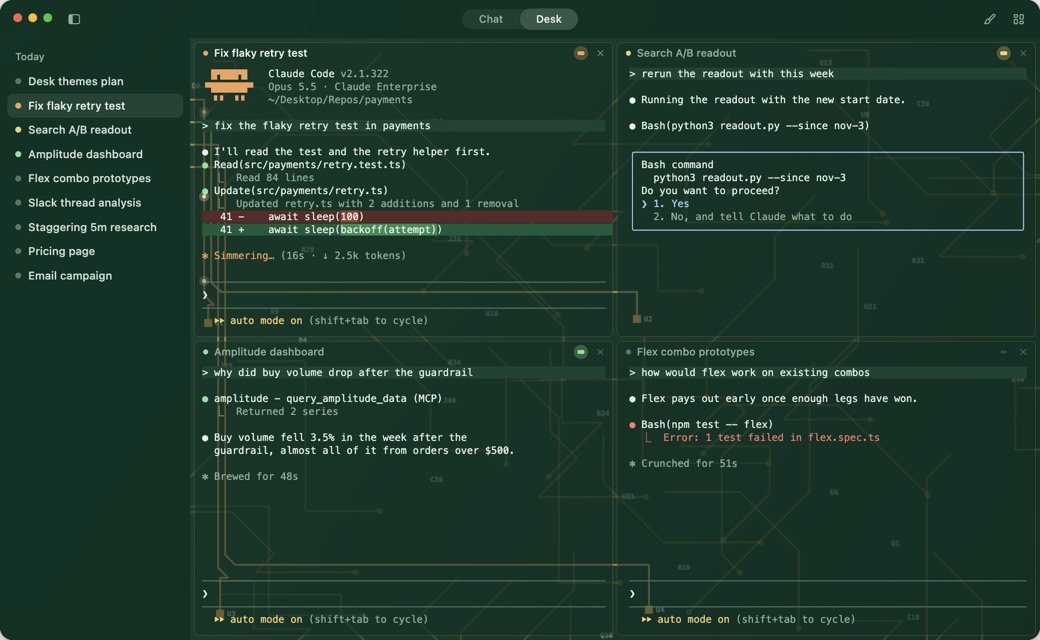 Chat
Desk
Today
Desk themes plan
Fix flaky retry test
Search A/B readout
Amplitude dashboard
Flex combo prototypes
Slack thread analysis
Staggering 5m research
Pricing page
Email campaign
Fix flaky retry test
Claude Code v2.1.322
Opus 5.5 · Claude Enterprise
~/Desktop/Repos/payments
> fix the flaky retry test in payments
I'll read the test and the retry helper first.
Read(src/payments/retry.test.ts)
Read 84 lines
Update(src/payments/retry.ts)
Updated retry.ts with 2 additions and 1 removal
41 - await sleep(100)
41 + await sleep(backoff(attempt))
✻ Simmering… (16s · ↓ 2.5k tokens)
❯
▸▸ auto mode on (shift+tab to cycle)
Search A/B readout
> rerun the readout with this week
Running the readout with the new start date.
Bash(python3 readout.py --since nov-3)
Bash command
python3 readout.py --since nov-3
Do you want to proceed?
❯ 1. Yes
2. No, and tell Claude what to do
U2
Amplitude dashboard
> why did buy volume drop after the guardrail
amplitude - query_amplitude_data (MCP)
Returned 2 series
Buy volume fell 3.5% in the week after the
guardrail, almost all of it from orders over $500.
✻ Brewed for 48s
❯
U3
▸▸ auto mode on (shift+tab to cycle)
Flex combo prototypes
> how would flex work on existing combos
Flex pays out early once enough legs have won.
Bash(npm test -- flex)
Error: 1 test failed in flex.spec.ts
✻ Crunched for 51s
❯
U4
▸▸ auto mode on (shift+tab to cycle)